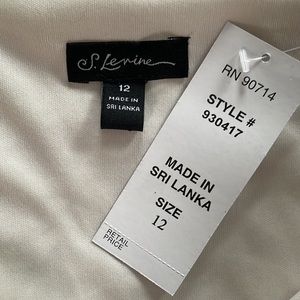 S. Levine
12
MADE IN
SRI LANKA
RN 90714
STYLE #
930417
MADE IN
SRI LANKA
SIZE
12
RETAIL
PRICE